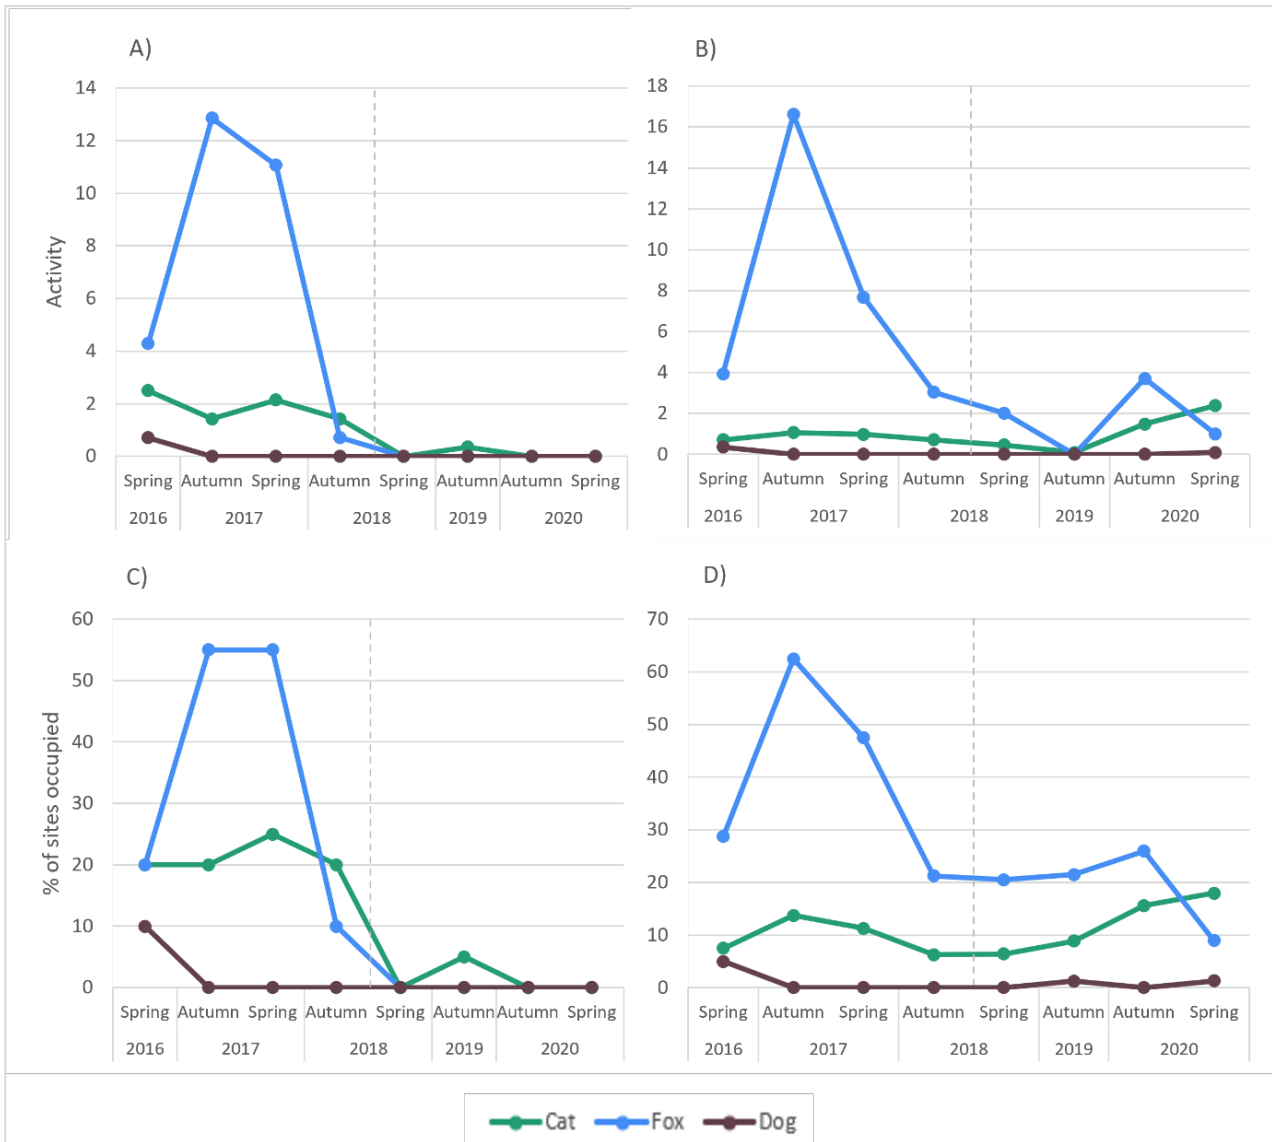 A)
14
12
10
8
6
4
2
0
Activity
Spring Autumn Spring Autumn Spring Autumn Autumn Spring
2016 2017 2018 2019 2020
B)
18
16
14
12
10
8
6
4
2
0
Spring Autumn Spring Autumn Spring Autumn Autumn Spring
2016 2017 2018 2019 2020
C)
60
50
40
30
20
10
0
% of sites occupied
Spring Autumn Spring Autumn Spring Autumn Autumn Spring
2016 2017 2018 2019 2020
D)
70
60
50
40
30
20
10
0
Spring Autumn Spring Autumn Spring Autumn Autumn Spring
2016 2017 2018 2019 2020
Cat Fox Dog